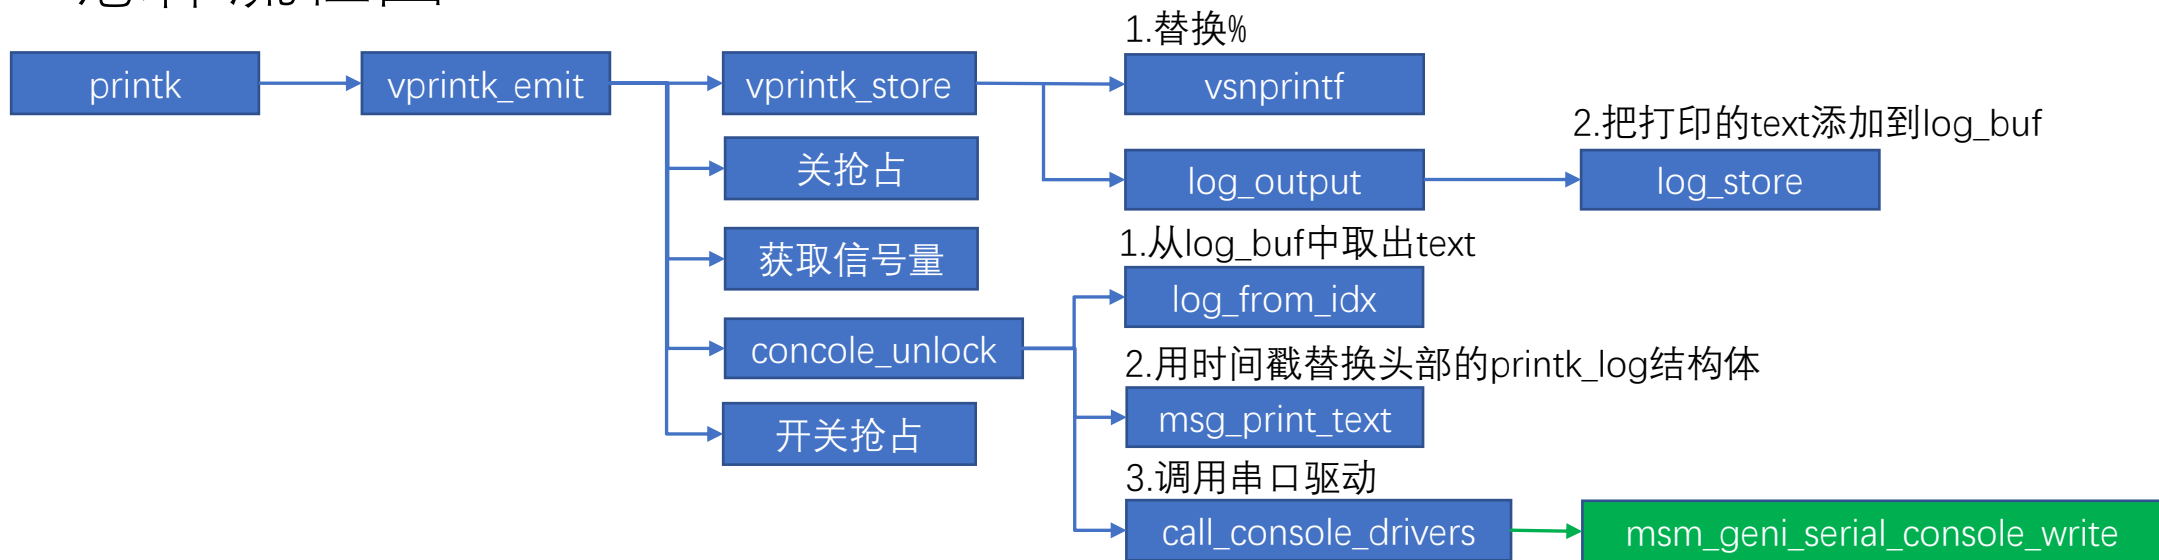 1.替换%
printk
vprintk_emit
vprintk_store
vsnprintf
2.把打印的text添加到log_buf
关抢占
log_output
log_store
获取信号量
1.从log_buf中取出text
log_from_idx
concole_unlock
2.用时间戳替换头部的printk_log结构体
msg_print_text
开关抢占
3.调用串口驱动
call_console_drivers
msm_geni_serial_console_write